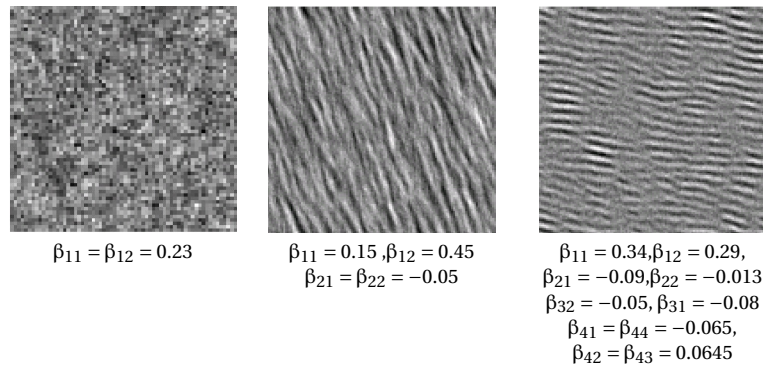 β11 = β12 = 0.23
β11 = 0.15 ,β12 = 0.45
β21 = β22 = −0.05
β11 = 0.34,β12 = 0.29,
β21 = −0.09,β22 = −0.013
β32 = −0.05, β31 = −0.08
β41 = β44 = −0.065,
β42 = β43 = 0.0645